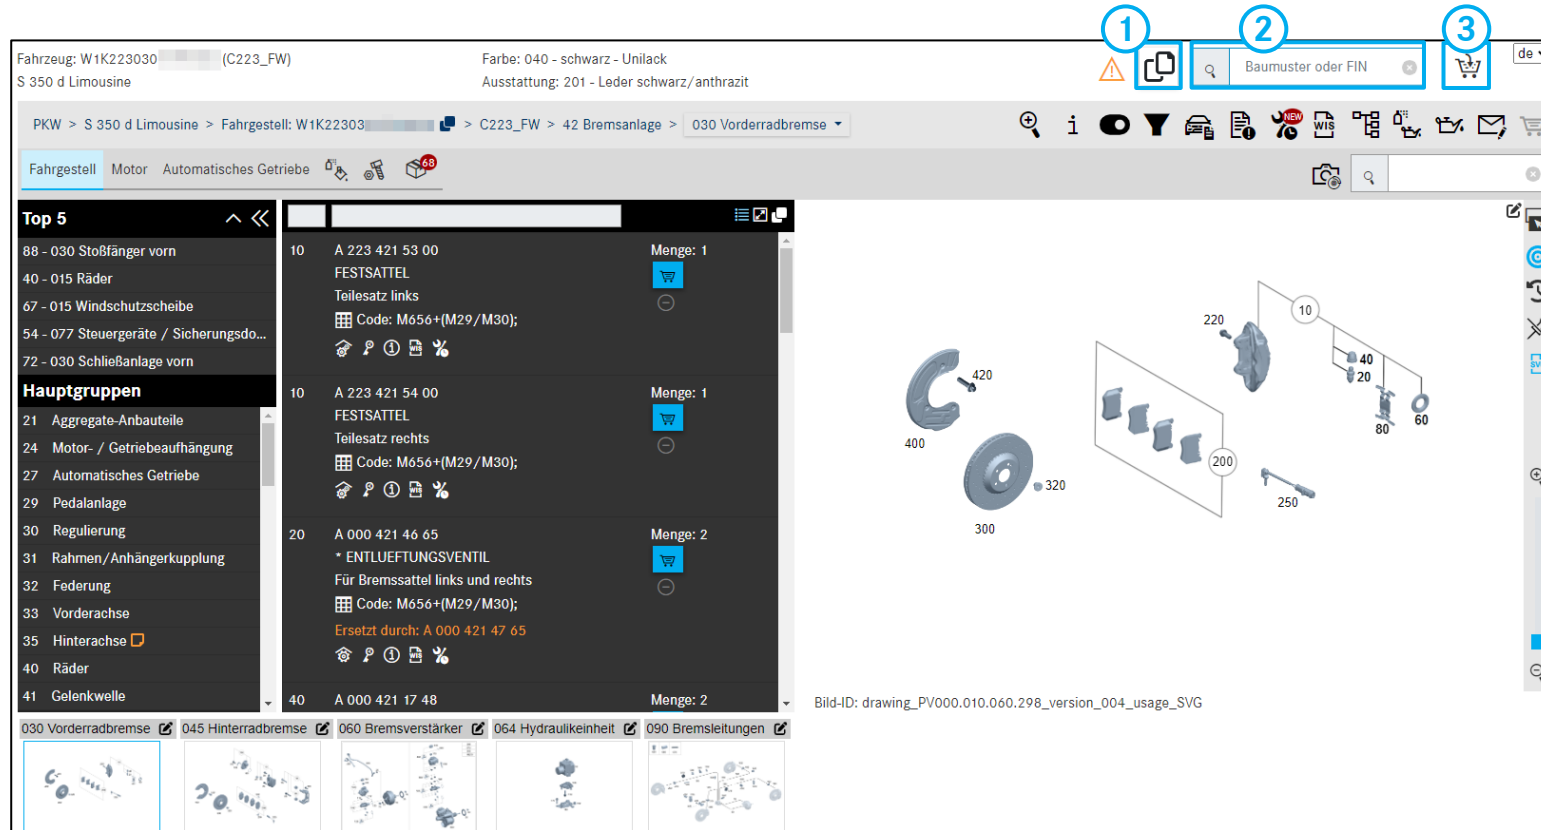 1
2
3
Fahrzeug: W1K223030 (C223_FW)
Farbe: 040 - schwarz - Unilack
Baumuster oder FIN
de
S 350 d Limousine
Ausstattung: 201 - Leder schwarz/anthrazit
PKW > S 350 d Limousine > Fahrgestell: W1K22303 > C223_FW > 42 Bremsanlage > 030 Vorderradbremse
i
NEW
WIS
Fahrgestell Motor Automatisches Getriebe
68
Top 5
88 - 030 Stoßfänger vorn
40 - 015 Räder
67 - 015 Windschutzscheibe
54 - 077 Steuergeräte / Sicherungsdo...
72 - 030 Schließanlage vorn
Hauptgruppen
21 Aggregate-Anbauteile
24 Motor- / Getriebeaufhängung
27 Automatisches Getriebe
29 Pedalanlage
30 Regulierung
31 Rahmen/Anhängerkupplung
32 Federung
33 Vorderachse
35 Hinterachse
40 Räder
41 Gelenkwelle
10 A 223 421 53 00 Menge: 1
FESTSATTEL
Teilesatz links
Code: M656+(M29/M30);
WIS
10 A 223 421 54 00 Menge: 1
FESTSATTEL
Teilesatz rechts
Code: M656+(M29/M30);
WIS
20 A 000 421 46 65 Menge: 2
* ENTLUEFTUNGSVENTIL
Für Bremssattel links und rechts
Code: M656+(M29/M30);
Ersetzt durch: A 000 421 47 65
WIS
40 A 000 421 17 48 Menge: 2
10
220
40
20
420
60
80
400
200
320
250
300
SVG
Bild-ID: drawing_PV000.010.060.298_version_004_usage_SVG
030 Vorderradbremse
045 Hinterradbremse
060 Bremsverstärker
064 Hydraulikeinheit
090 Bremsleitungen